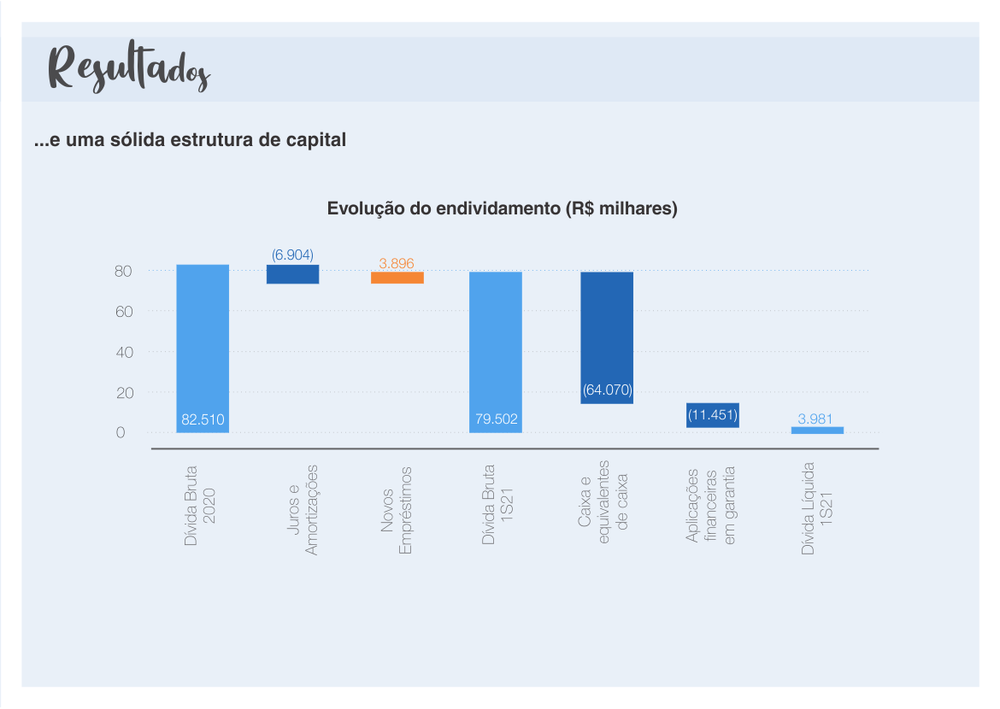 Resultados
...e uma sólida estrutura de capital
Evolução do endividamento (R$ milhares)
(6.904)
3.896
80
60
40
20
0
82.510
79.502
(64.070)
(11.451)
3.981
Dívida Bruta
2020
Juros e
Amortizações
Novos
Empréstimos
Dívida Bruta
1S21
Caixa e
equivalentes
de caixa
Aplicações
financeiras
em garantia
Dívida Líquida
1S21